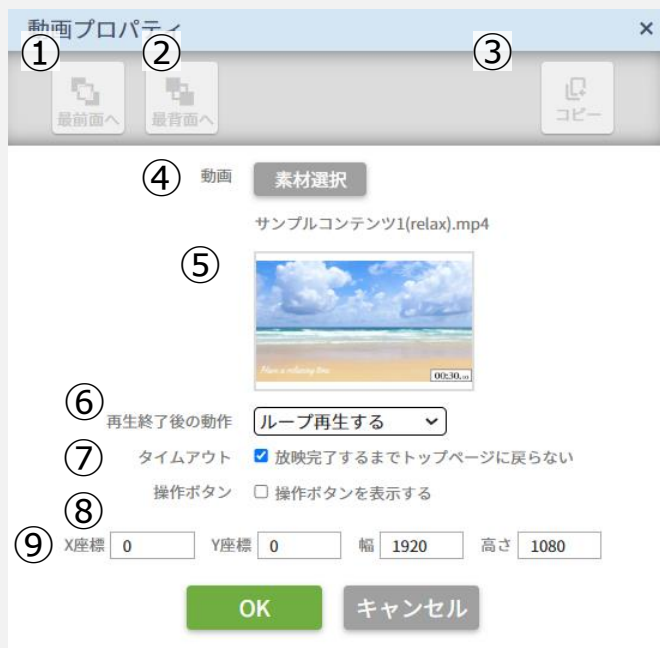 動画プロパティ ×
① ② ③
最前面へ 最背面へ コピー
④ 動画 素材選択
サンプルコンテンツ1(relax).mp4
⑤
Have a relaxing time
00:30.00
⑥
再生終了後の動作 ループ再生する
⑦ タイムアウト 放映完了するまでトップページに戻らない
操作ボタン 操作ボタンを表示する
⑧
⑨ X座標 0 Y座標 0 幅 1920 高さ 1080
OK キャンセル